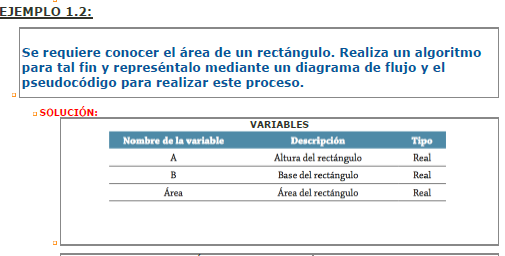 EJEMPLO 1.2:
Se requiere conocer el área de un rectángulo. Realiza un algoritmo
para tal fin y represéntalo mediante un diagrama de flujo y el
pseudocódigo para realizar este proceso.
SOLUCIÓN:
VARIABLES
Nombre de la variable Descripción Tipo
A Altura del rectángulo Real
B Base del rectángulo Real
Área Área del rectángulo Real